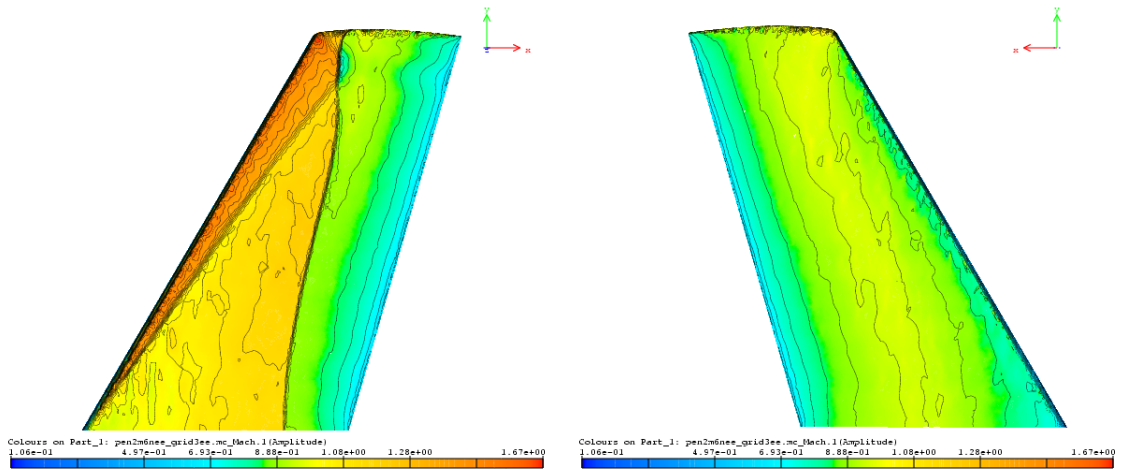 Y
X
Z
Y
X
Colours on Part_1: pen2m6nee_grid3ee.mc_Mach.1(Amplitude)
1.06e-01 4.97e-01 6.93e-01 8.88e-01 1.08e+00 1.28e+00 1.67e+00
Colours on Part_1: pen2m6nee_grid3ee.mc_Mach.1(Amplitude)
1.06e-01 4.97e-01 6.93e-01 8.88e-01 1.08e+00 1.28e+00 1.67e+00